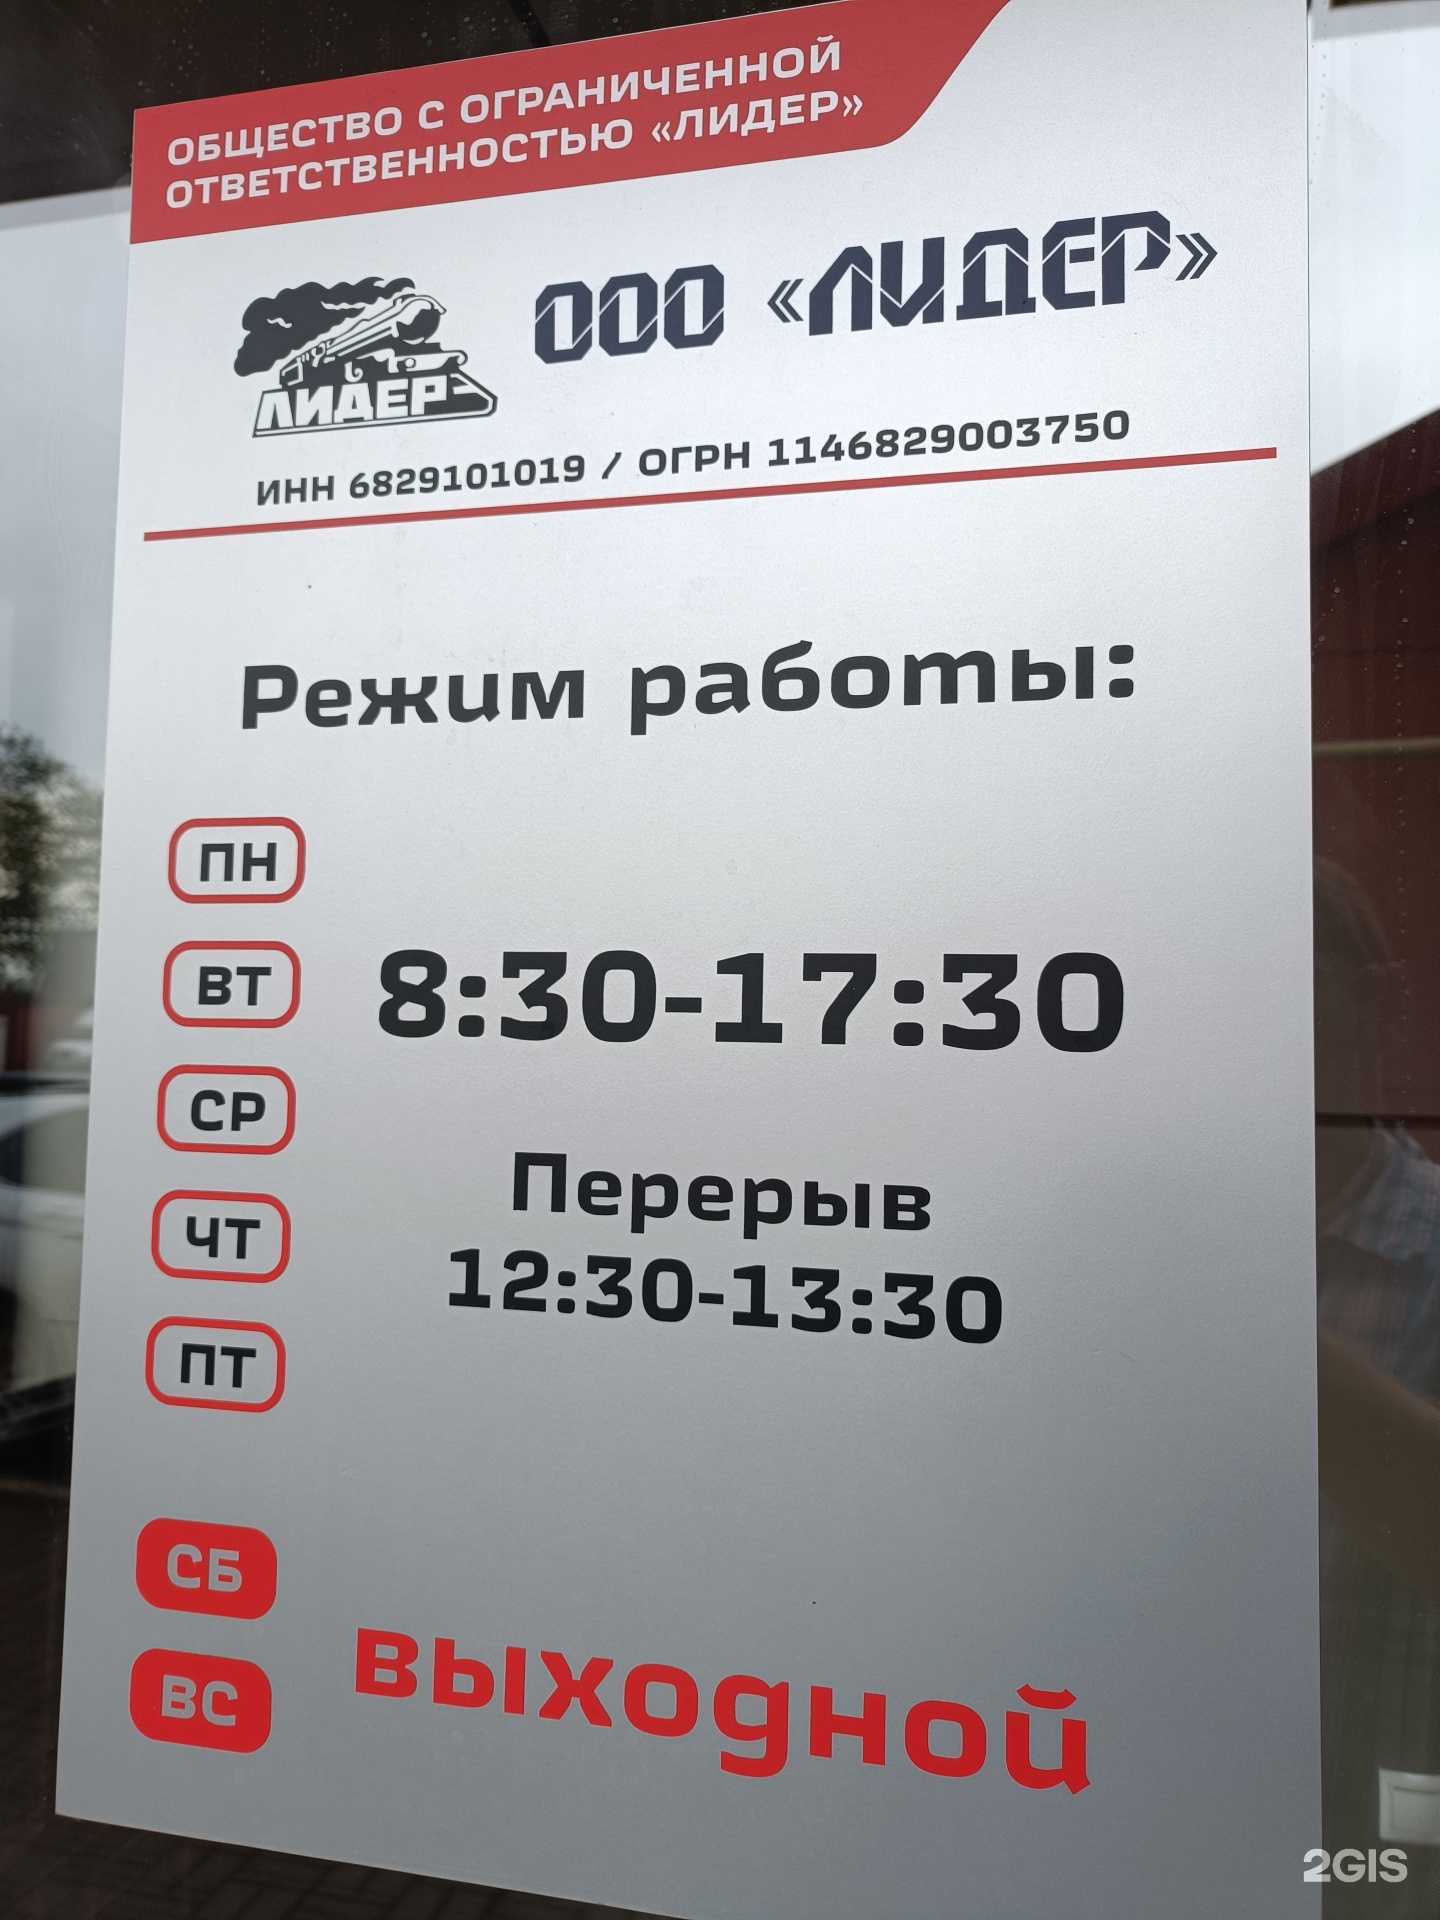 ОБЩЕСТВО С ОГРАНИЧЕННОЙ
ОТВЕТСТВЕННОСТЬЮ «ЛИДЕР»
ЛИДЕР
ООО «ЛИДЕР»
ИНН 6829101019 / ОГРН 1146829003750
Режим работы:
ПН
ВТ
СР
ЧТ
ПТ
8:30-17:30
Перерыв
12:30-13:30
СБ
ВС
выходной
2GIS